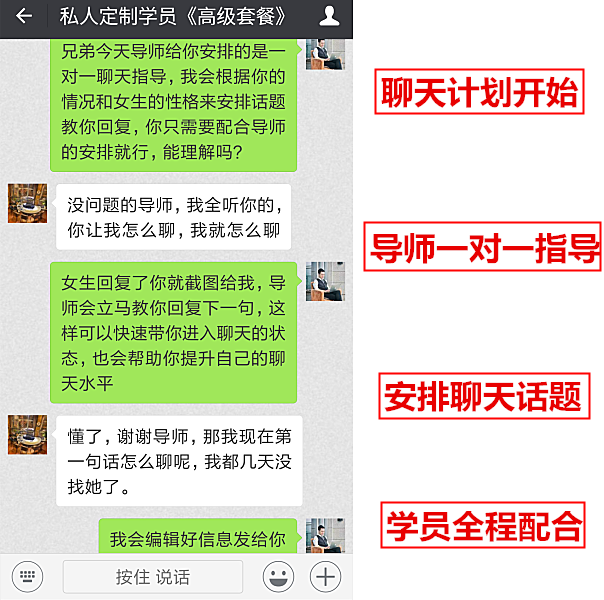 私人定制学员《高级套餐》
兄弟今天导师给你安排的是一
对一聊天指导，我会根据你的
情况和女生的性格来安排话题
教你回复，你只需要配合导师
的安排就行，能理解吗?
没问题的导师，我全听你的，
你让我怎么聊，我就怎么聊
女生回复了你就截图给我，导
师会立马教你回复下一句，这
样可以快速带你进入聊天的状
态，也会帮助你提升自己的聊
天水平
懂了，谢谢导师，那我现在第
一句话怎么聊呢，我都几天没
找她了。
我会编辑好信息发给你
按住 说话
聊天计划开始
导师一对一指导
安排聊天话题
学员全程配合